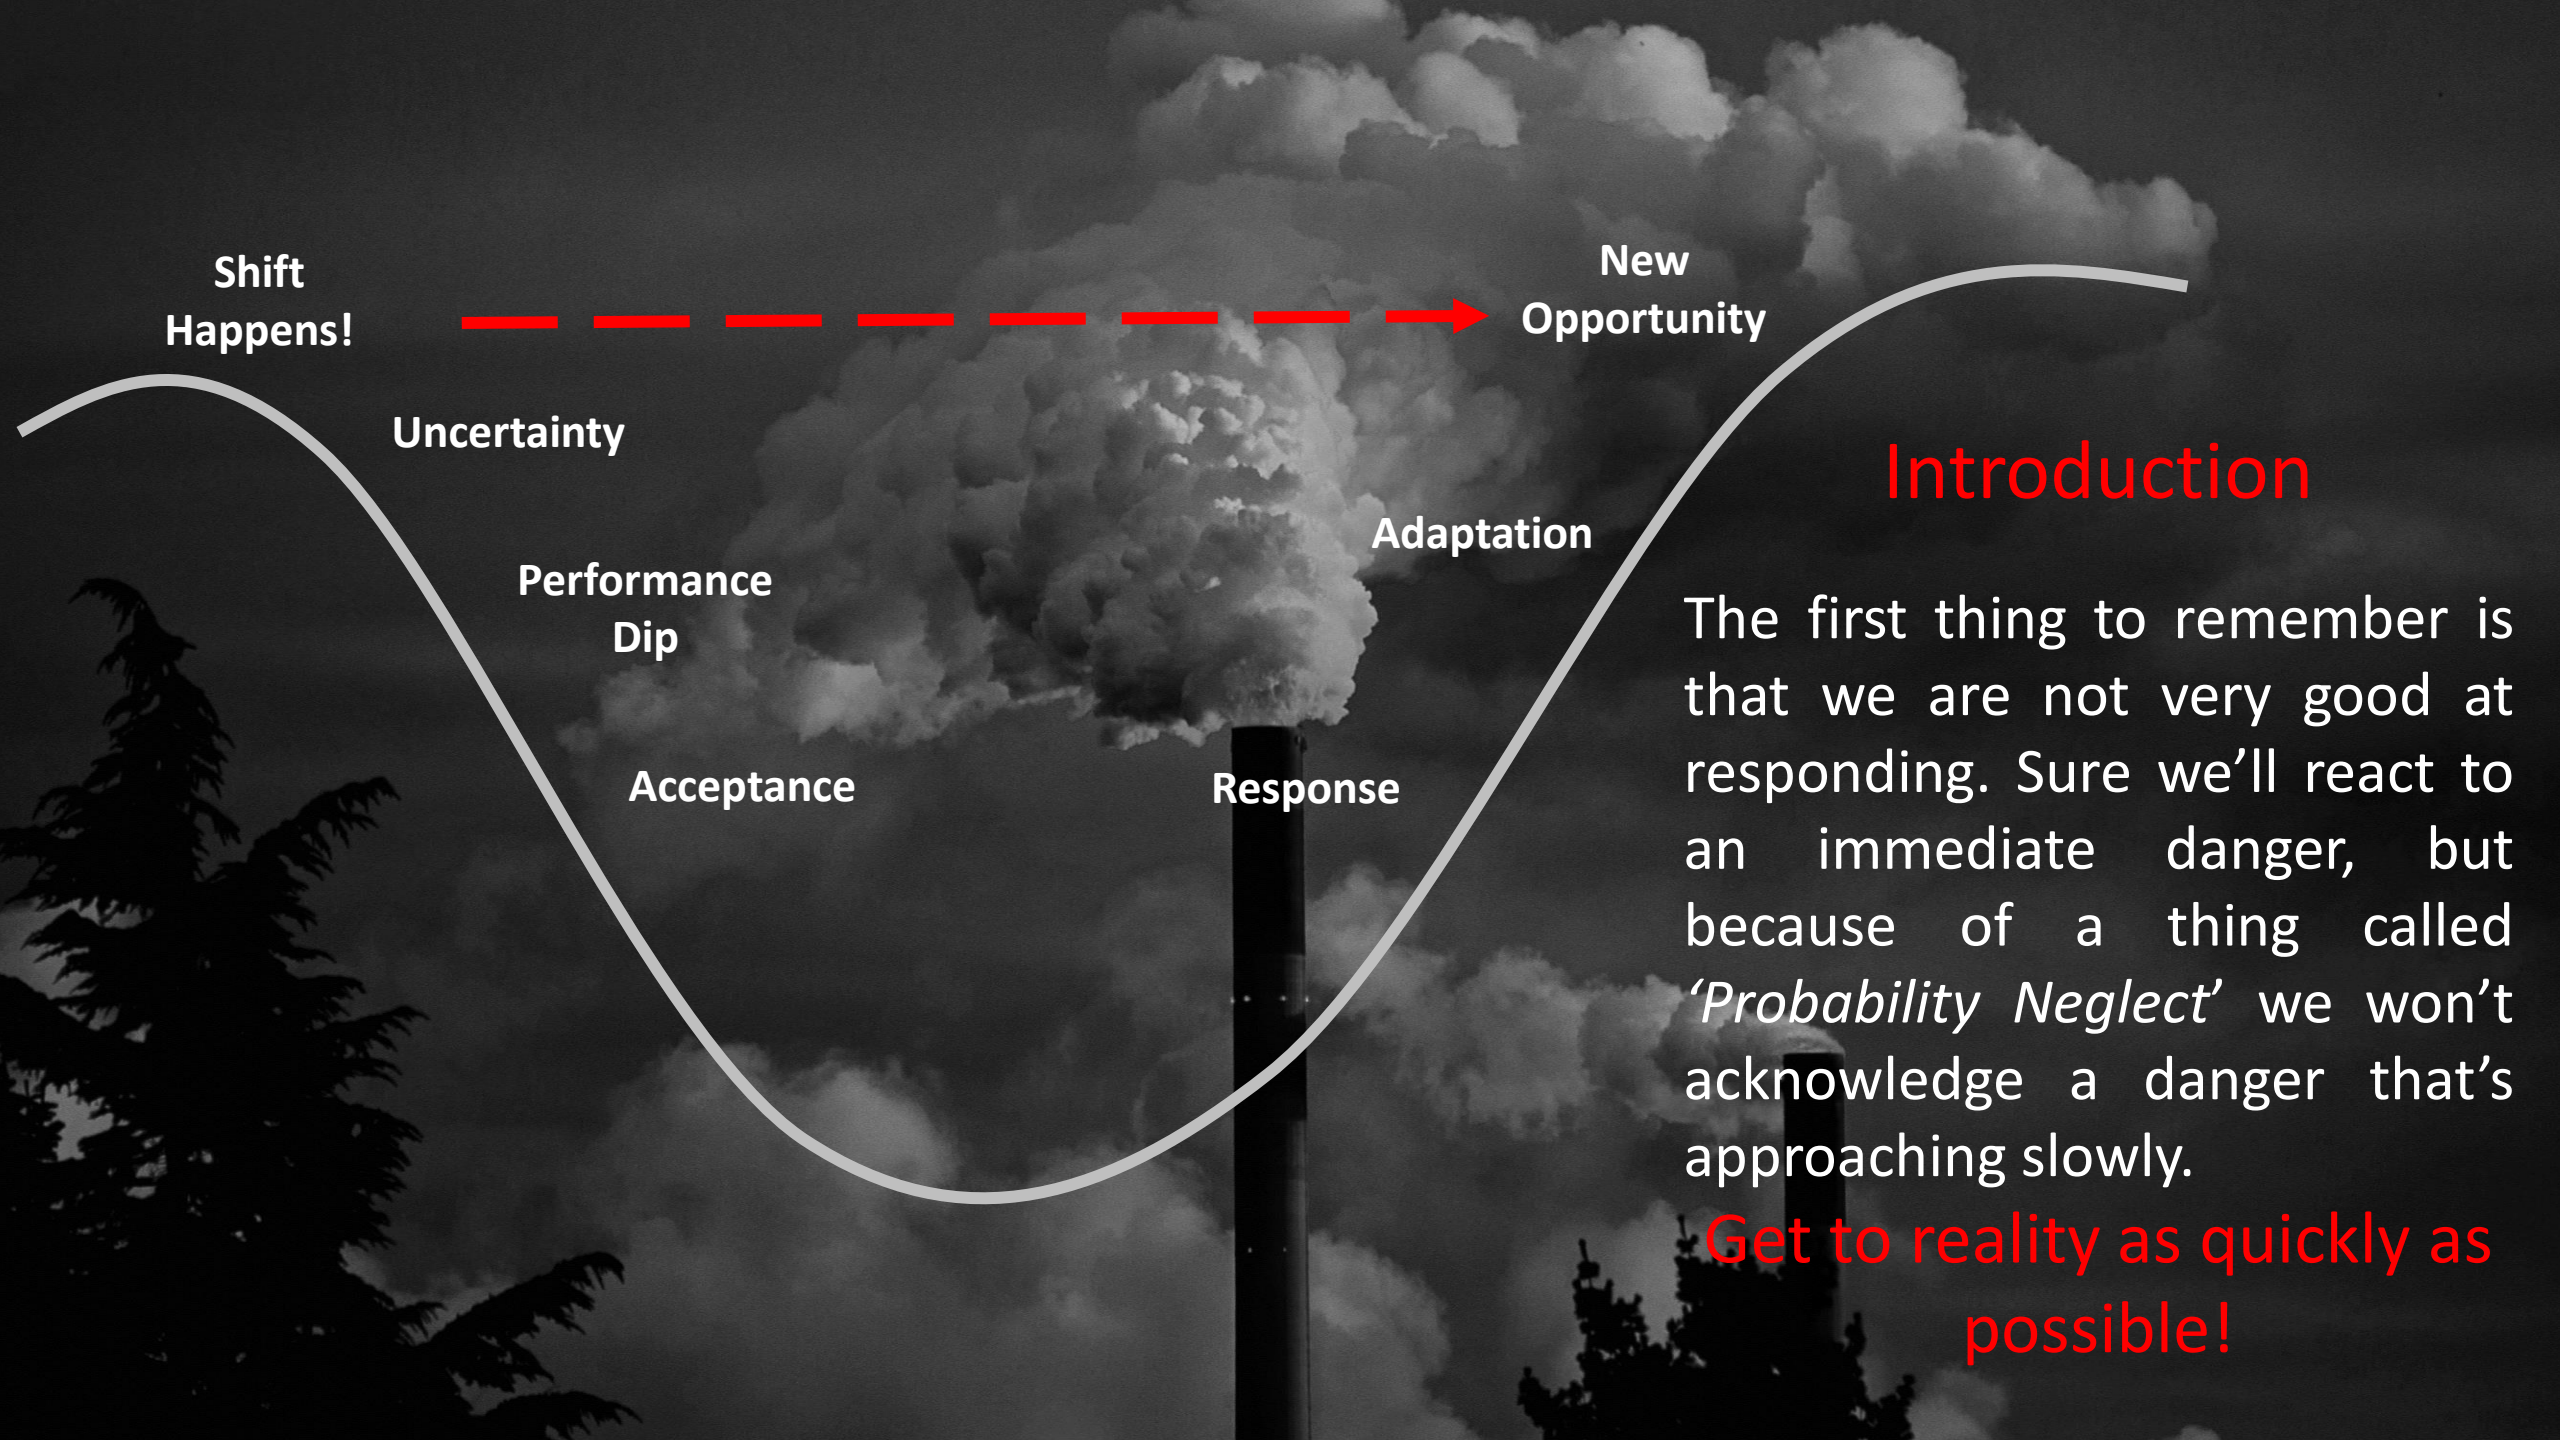 Shift
Happens!
New
Opportunity
Uncertainty
Performance
Dip
Adaptation
Acceptance
Response
Introduction
The first thing to remember is
that we are not very good at
responding. Sure we’ll react to
an immediate danger, but
because of a thing called
‘Probability Neglect’ we won’t
acknowledge a danger that’s
approaching slowly.
Get to reality as quickly as
possible!